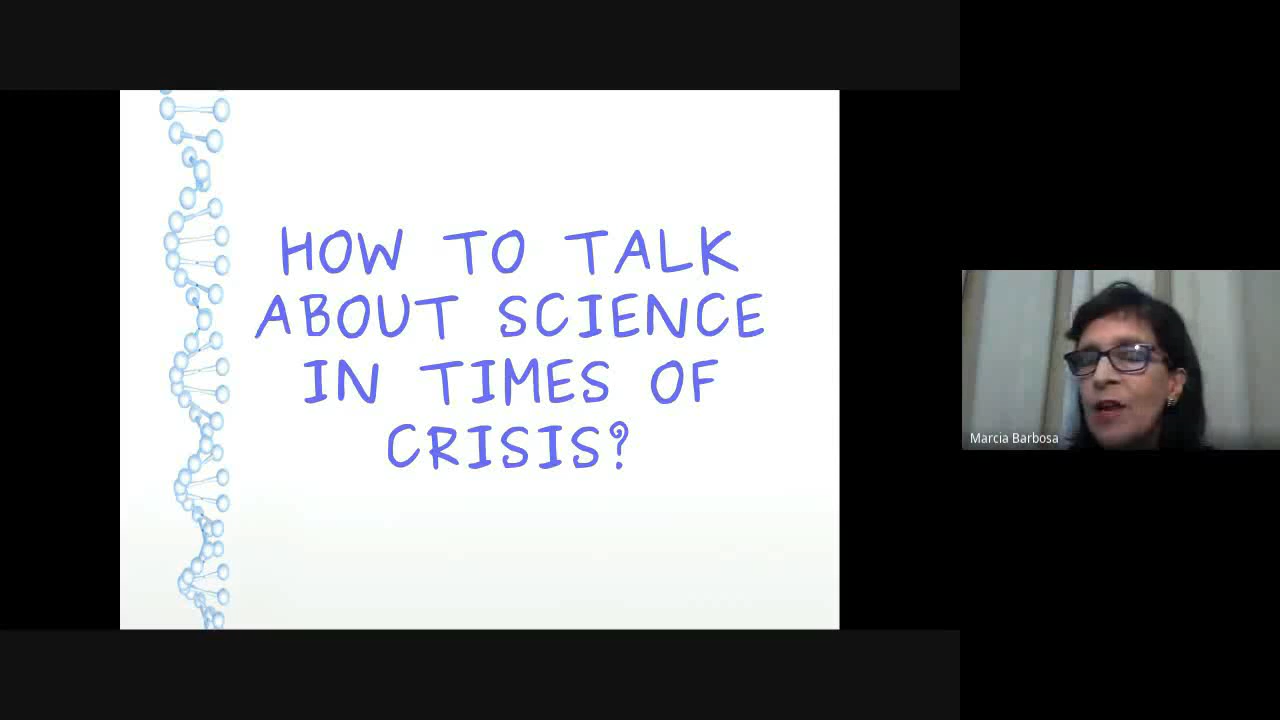 HOW TO TALK
ABOUT SCIENCE
IN TIMES OF
CRISIS?
Marcia Barbosa